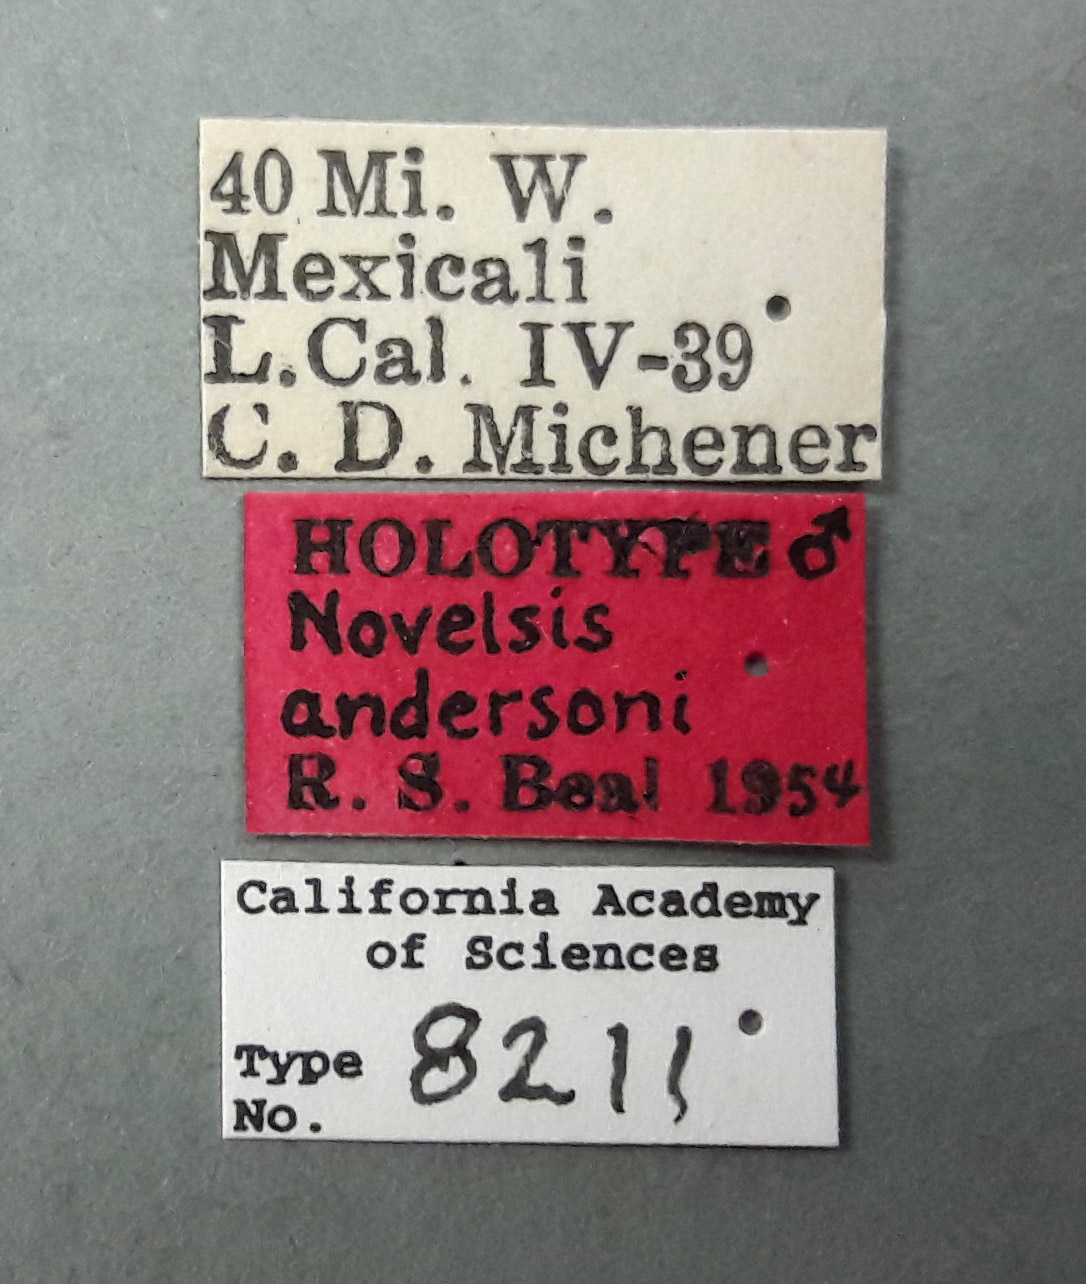 40 Mi. W.
Mexicali
L. Cal. IV-39
C. D. Michener
HOLOTYPE ♂
Novelsis
andersoni
R. S. Beal 1954
California Academy
of Sciences
Type 8211
No.